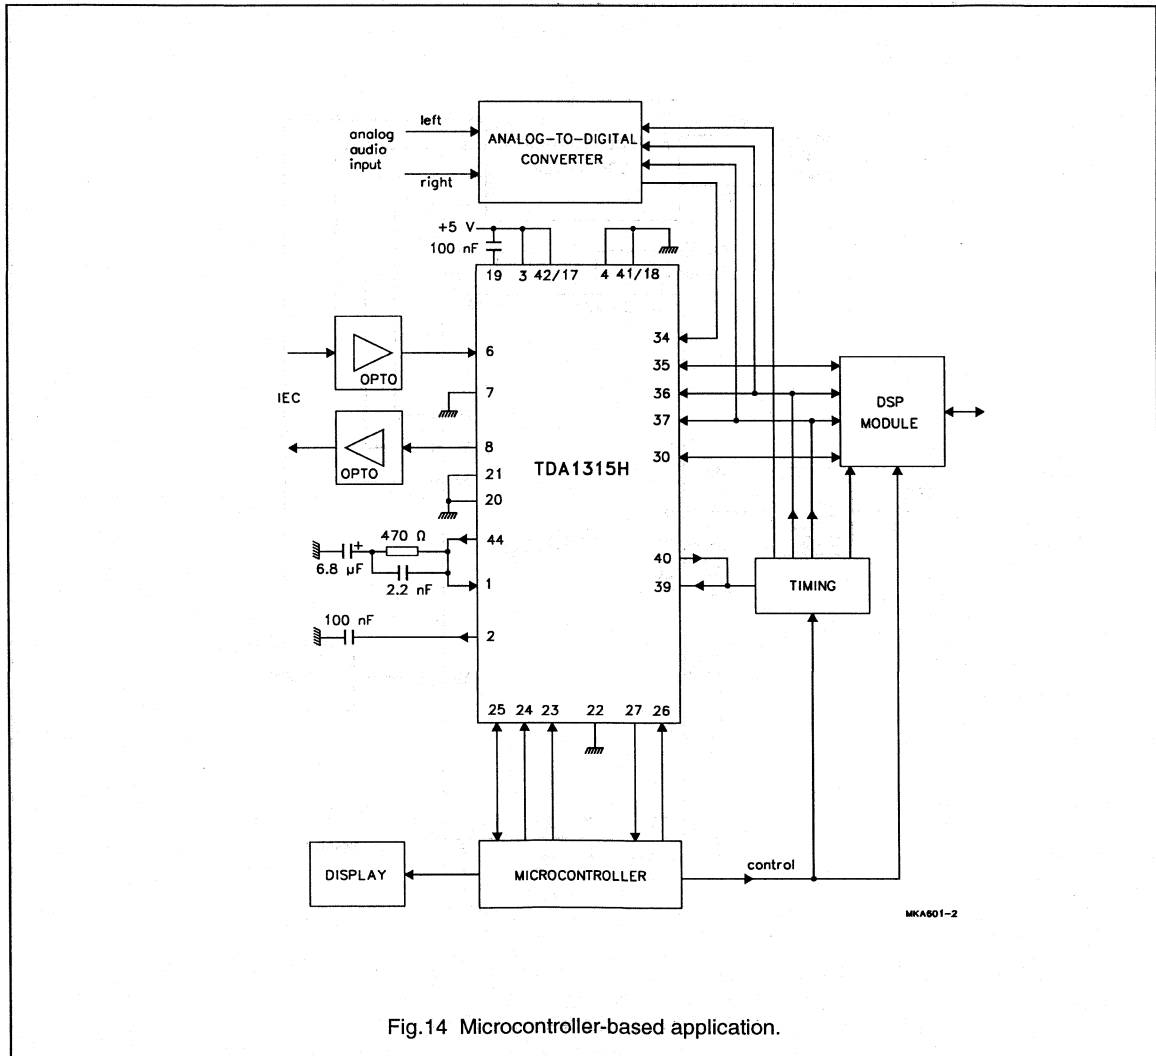 left
analog
audio
input
right
ANALOG-TO-DIGITAL
CONVERTER
+5 V
100 nF
19 3 42/17 4 41/18
34
35
36
37
30
6
OPTO
IEC
7
8
OPTO
21
20
TDA1315H
DSP
MODULE
44
470 Ω
+
6.8 μF
2.2 nF
1
100 nF
2
40
39
TIMING
25 24 23 22 27 26
DISPLAY
MICROCONTROLLER
control
MKA601-2
Fig.14 Microcontroller-based application.